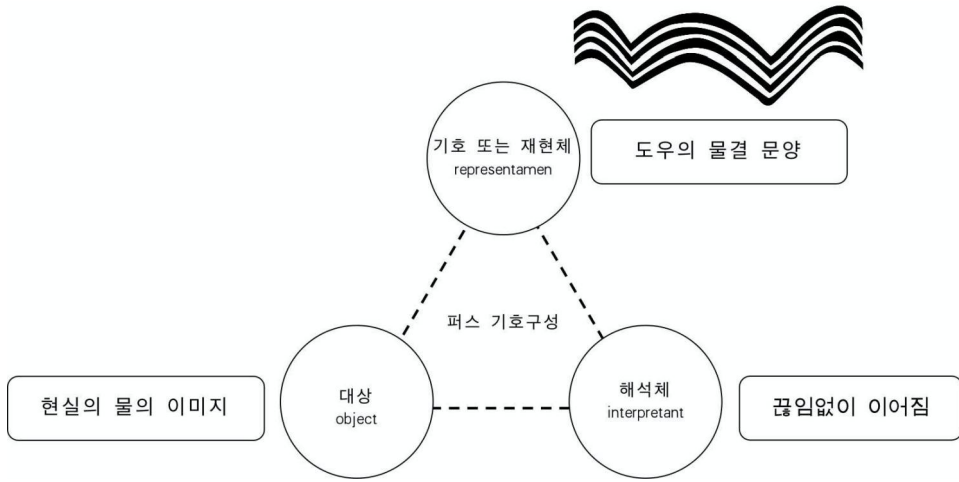 기호 또는 재현체
representamen
도우의 물결 문양
퍼스 기호구성
현실의 물의 이미지
대상
object
해석체
interpretant
끊임없이 이어짐